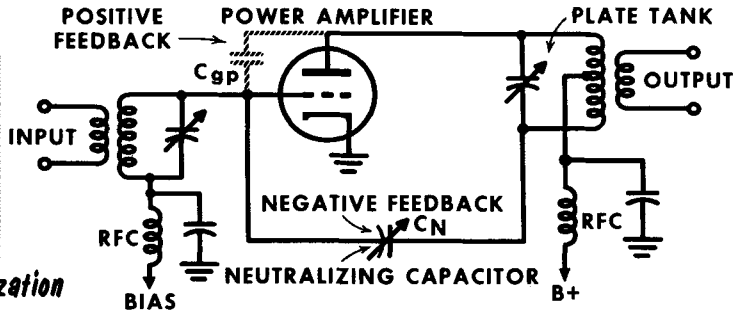 POSITIVE FEEDBACK
POWER AMPLIFIER
PLATE TANK
Cgp
INPUT
OUTPUT
NEGATIVE FEEDBACK
CN
RFC
RFC
NEUTRALIZING CAPACITOR
BIAS
B+